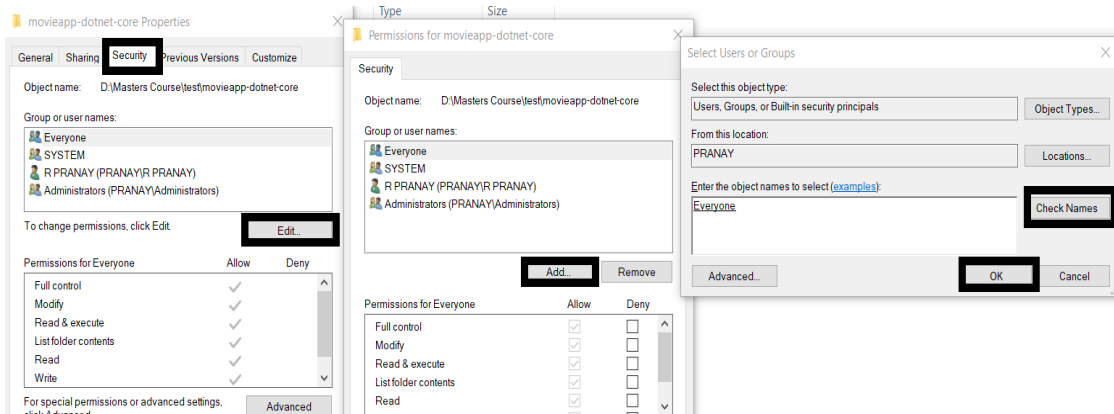 Type Size
movieapp-dotnet-core Properties
General Sharing Security Previous Versions Customize
Object name: D:\Masters Course\test\movieapp-dotnet-core
Group or user names:
Everyone
SYSTEM
R PRANAY (PRANAY\R PRANAY)
Administrators (PRANAY\Administrators)
To change permissions, click Edit.
Edit...
Permissions for Everyone Allow Deny
Full control
Modify
Read & execute
List folder contents
Read
Write
For special permissions or advanced settings,
click Advanced.
Advanced
Permissions for movieapp-dotnet-core
Security
Object name: D:\Masters Course\test\movieapp-dotnet-core
Group or user names:
Everyone
SYSTEM
R PRANAY (PRANAY\R PRANAY)
Administrators (PRANAY\Administrators)
Add... Remove
Permissions for Everyone Allow Deny
Full control
Modify
Read & execute
List folder contents
Read
Select Users or Groups
Select this object type:
Users, Groups, or Built-in security principals
Object Types...
From this location:
PRANAY
Locations...
Enter the object names to select (examples):
Everyone
Check Names
Advanced... OK Cancel